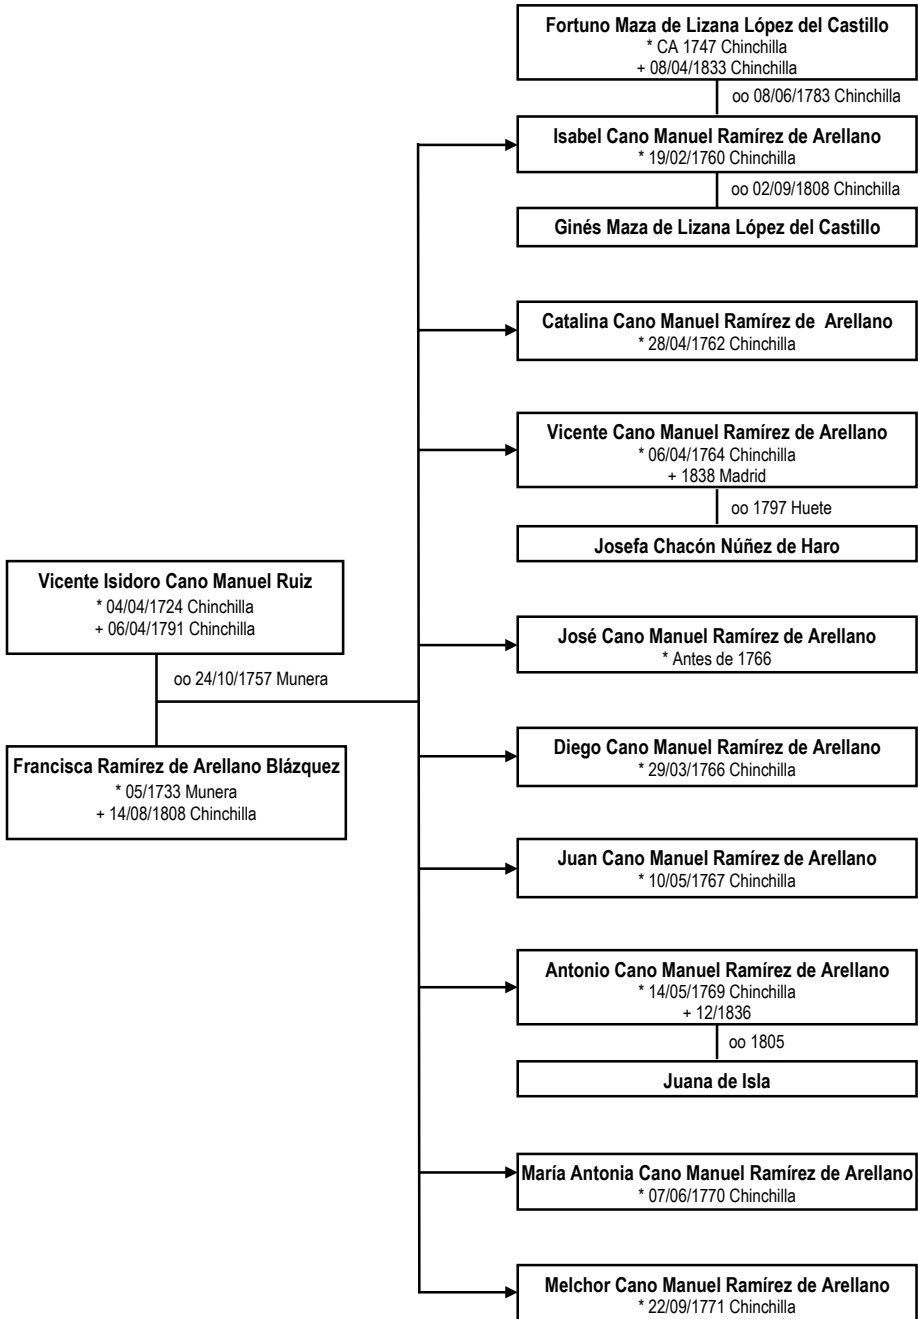 Fortuno Maza de Lizana López del Castillo
* CA 1747 Chinchilla
+ 08/04/1833 Chinchilla
oo 08/06/1783 Chinchilla
Isabel Cano Manuel Ramírez de Arellano
* 19/02/1760 Chinchilla
oo 02/09/1808 Chinchilla
Ginés Maza de Lizana López del Castillo
Catalina Cano Manuel Ramírez de Arellano
* 28/04/1762 Chinchilla
Vicente Cano Manuel Ramírez de Arellano
* 06/04/1764 Chinchilla
+ 1838 Madrid
oo 1797 Huete
Josefa Chacón Núñez de Haro
Vicente Isidoro Cano Manuel Ruiz
* 04/04/1724 Chinchilla
+ 06/04/1791 Chinchilla
oo 24/10/1757 Munera
Francisca Ramírez de Arellano Blázquez
* 05/1733 Munera
+ 14/08/1808 Chinchilla
José Cano Manuel Ramírez de Arellano
* Antes de 1766
Diego Cano Manuel Ramírez de Arellano
* 29/03/1766 Chinchilla
Juan Cano Manuel Ramírez de Arellano
* 10/05/1767 Chinchilla
Antonio Cano Manuel Ramírez de Arellano
* 14/05/1769 Chinchilla
+ 12/1836
oo 1805
Juana de Isla
María Antonia Cano Manuel Ramírez de Arellano
* 07/06/1770 Chinchilla
Melchor Cano Manuel Ramírez de Arellano
* 22/09/1771 Chinchilla